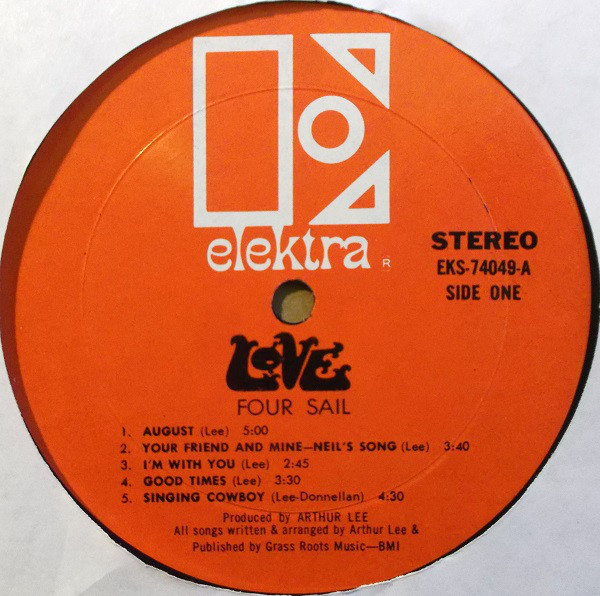 elektra ®
STEREO
EKS-74049-A
SIDE ONE
LOVE
FOUR SAIL
1. AUGUST (Lee) 5:00
2. YOUR FRIEND AND MINE—NEIL'S SONG (Lee) 3:40
3. I'M WITH YOU (Lee) 2:45
4. GOOD TIMES (Lee) 3:30
5. SINGING COWBOY (Lee-Donnellan) 4:30
Produced by ARTHUR LEE
All songs written & arranged by Arthur Lee &
Published by Grass Roots Music—BMI